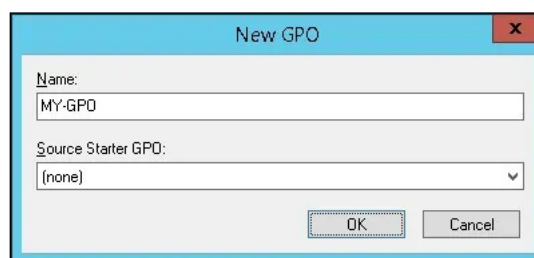 New GPO
x
Name:
MY-GPO
Source Starter GPO:
(none)
OK
Cancel